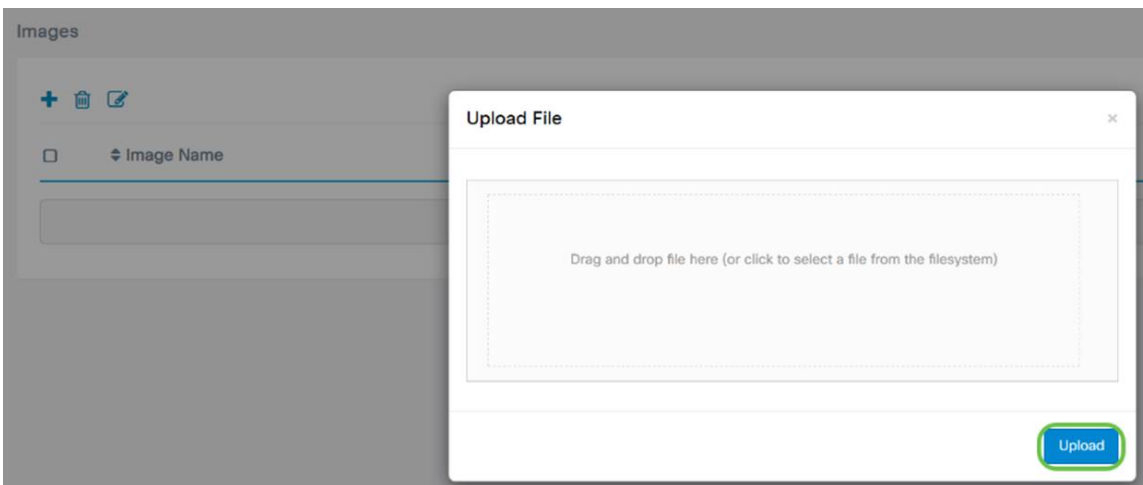 Images
Image Name
Upload File
×
Drag and drop file here (or click to select a file from the filesystem)
Upload